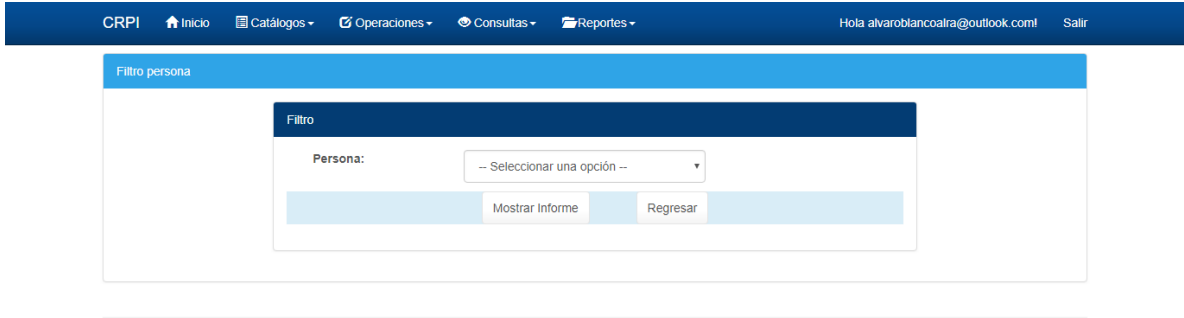 CRPI Inicio Catálogos Operaciones Consultas Reportes Hola alvaroblancoalra@outlook.com! Salir
Filtro persona
Filtro
Persona: -- Seleccionar una opción --
Mostrar Informe Regresar